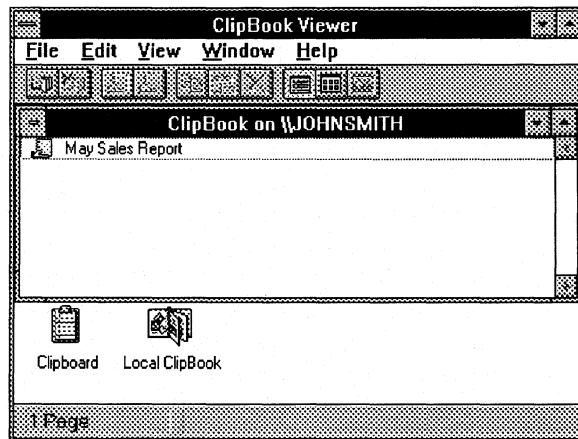 ClipBook Viewer
File Edit View Window Help
ClipBook on \\JOHNSMITH
May Sales Report
Clipboard Local ClipBook
1 Page